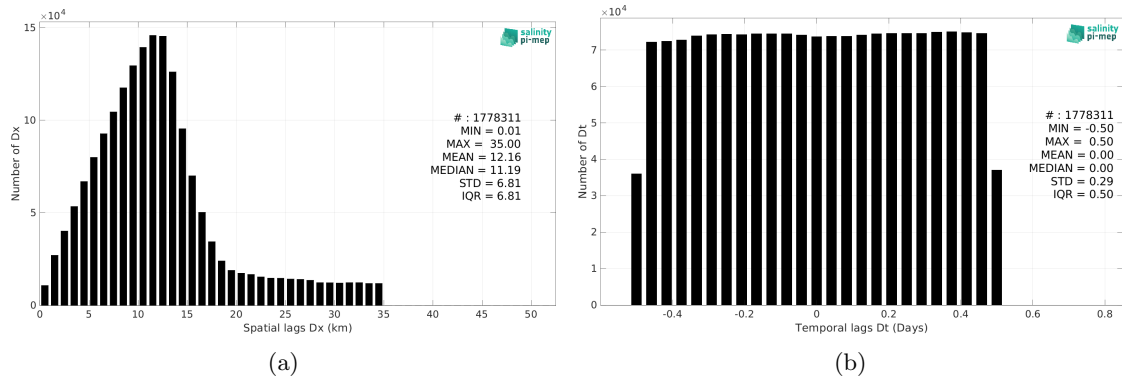 ×10⁴
15
10
5
0
Number of Dx
salinity
pi-mep
# : 1778311
MIN = 0.01
MAX = 35.00
MEAN = 12.16
MEDIAN = 11.19
STD = 6.81
IQR = 6.81
0 5 10 15 20 25 30 35 40 45 50
Spatial lags Dx (km)
(a)
×10⁴
8
7
6
5
4
3
2
1
0
Number of Dt
salinity
pi-mep
# : 1778311
MIN = -0.50
MAX = 0.50
MEAN = 0.00
MEDIAN = 0.00
STD = 0.29
IQR = 0.50
-0.4 -0.2 0 0.2 0.4 0.6 0.8
Temporal lags Dt (Days)
(b)